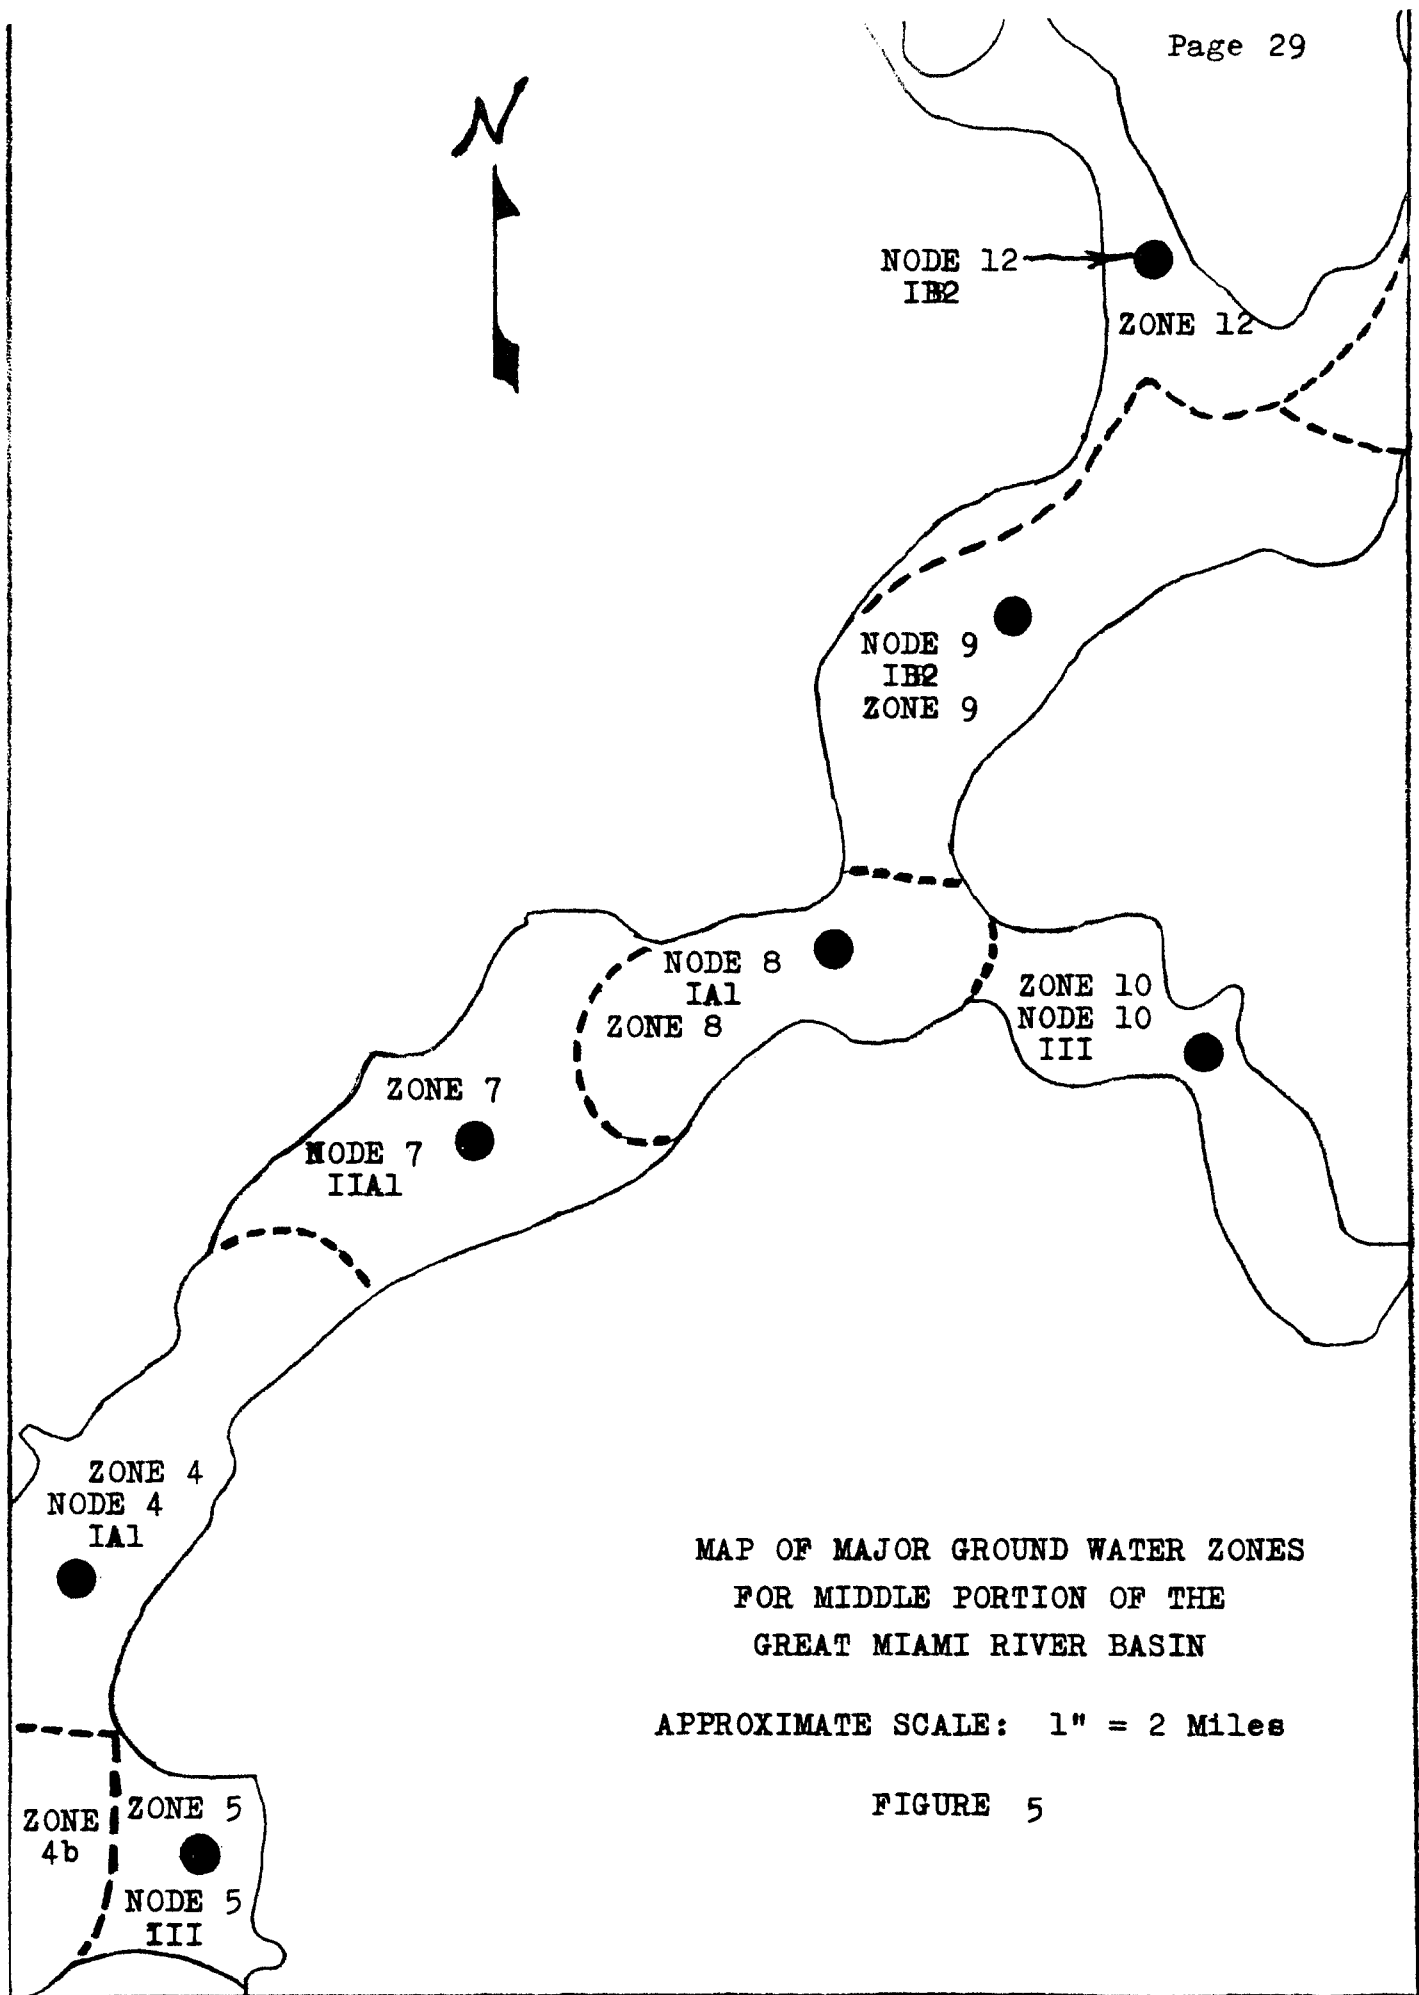 Page 29
N
NODE 12
IB2
ZONE 12
NODE 9
IB2
ZONE 9
NODE 8
IA1
ZONE 8
ZONE 10
NODE 10
III
ZONE 7
NODE 7
IIA1
ZONE 4
NODE 4
IA1
MAP OF MAJOR GROUND WATER ZONES
FOR MIDDLE PORTION OF THE
GREAT MIAMI RIVER BASIN
APPROXIMATE SCALE: 1" = 2 Miles
FIGURE 5
ZONE
4b
ZONE 5
NODE 5
III